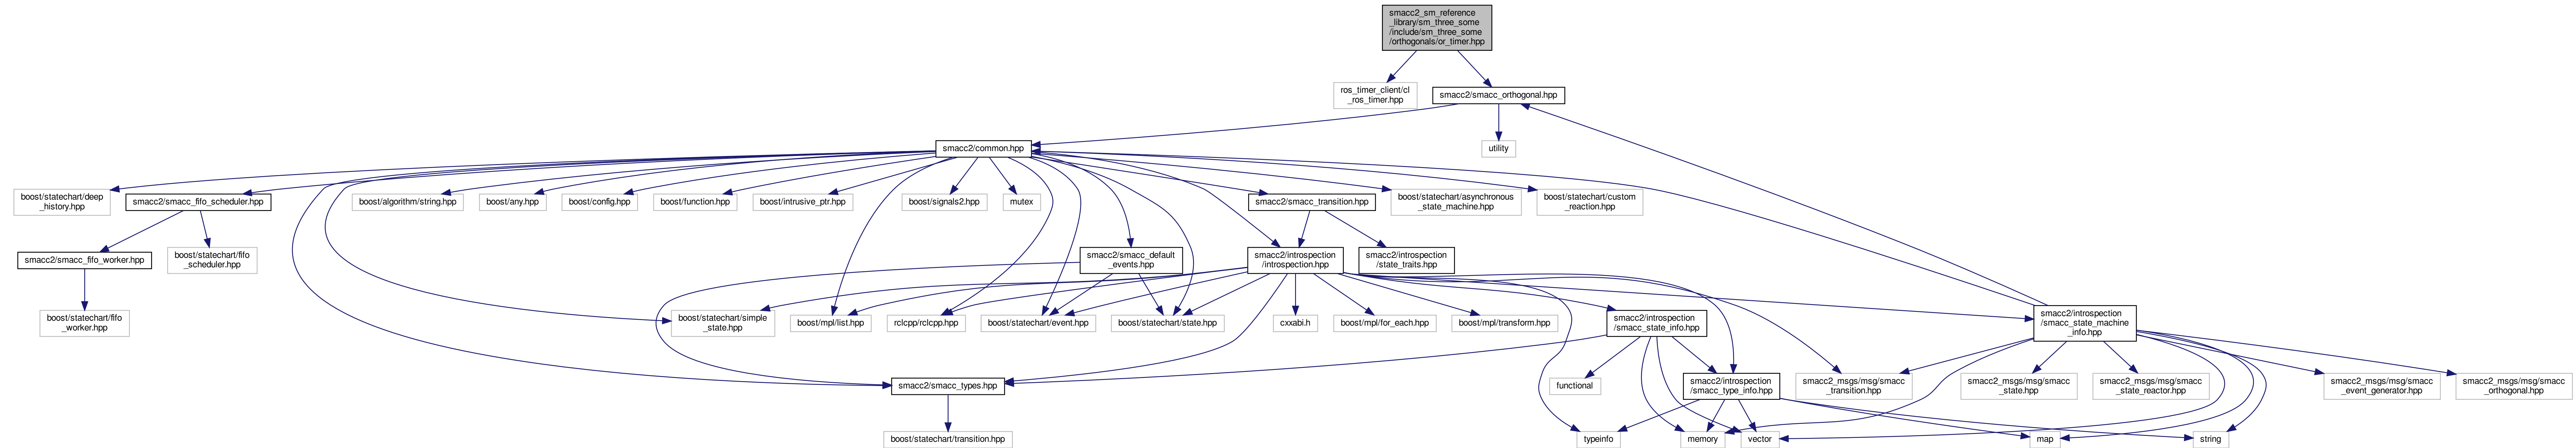 smacc2_sm_reference
_library/sm_three_some
/include/sm_three_some
/orthogonals/or_timer.hpp
ros_timer_client/cl
_ros_timer.hpp
smacc2/smacc_orthogonal.hpp
smacc2/common.hpp
utility
boost/statechart/deep
_history.hpp
smacc2/smacc_fifo_scheduler.hpp
boost/algorithm/string.hpp
boost/any.hpp
boost/config.hpp
boost/function.hpp
boost/intrusive_ptr.hpp
boost/signals2.hpp
mutex
smacc2/smacc_transition.hpp
boost/statechart/asynchronous
_state_machine.hpp
boost/statechart/custom
_reaction.hpp
smacc2/smacc_fifo_worker.hpp
boost/statechart/fifo
_scheduler.hpp
smacc2/smacc_default
_events.hpp
smacc2/introspection
/introspection.hpp
smacc2/introspection
/state_traits.hpp
boost/statechart/fifo
_worker.hpp
boost/statechart/simple
_state.hpp
boost/mpl/list.hpp
rclcpp/rclcpp.hpp
boost/statechart/event.hpp
boost/statechart/state.hpp
cxxabi.h
boost/mpl/for_each.hpp
boost/mpl/transform.hpp
smacc2/introspection
/smacc_state_info.hpp
smacc2/introspection
/smacc_state_machine
_info.hpp
smacc2/smacc_types.hpp
functional
smacc2/introspection
/smacc_type_info.hpp
smacc2_msgs/msg/smacc
_transition.hpp
smacc2_msgs/msg/smacc
_state.hpp
smacc2_msgs/msg/smacc
_state_reactor.hpp
smacc2_msgs/msg/smacc
_event_generator.hpp
smacc2_msgs/msg/smacc
_orthogonal.hpp
boost/statechart/transition.hpp
typeinfo
memory
vector
map
string